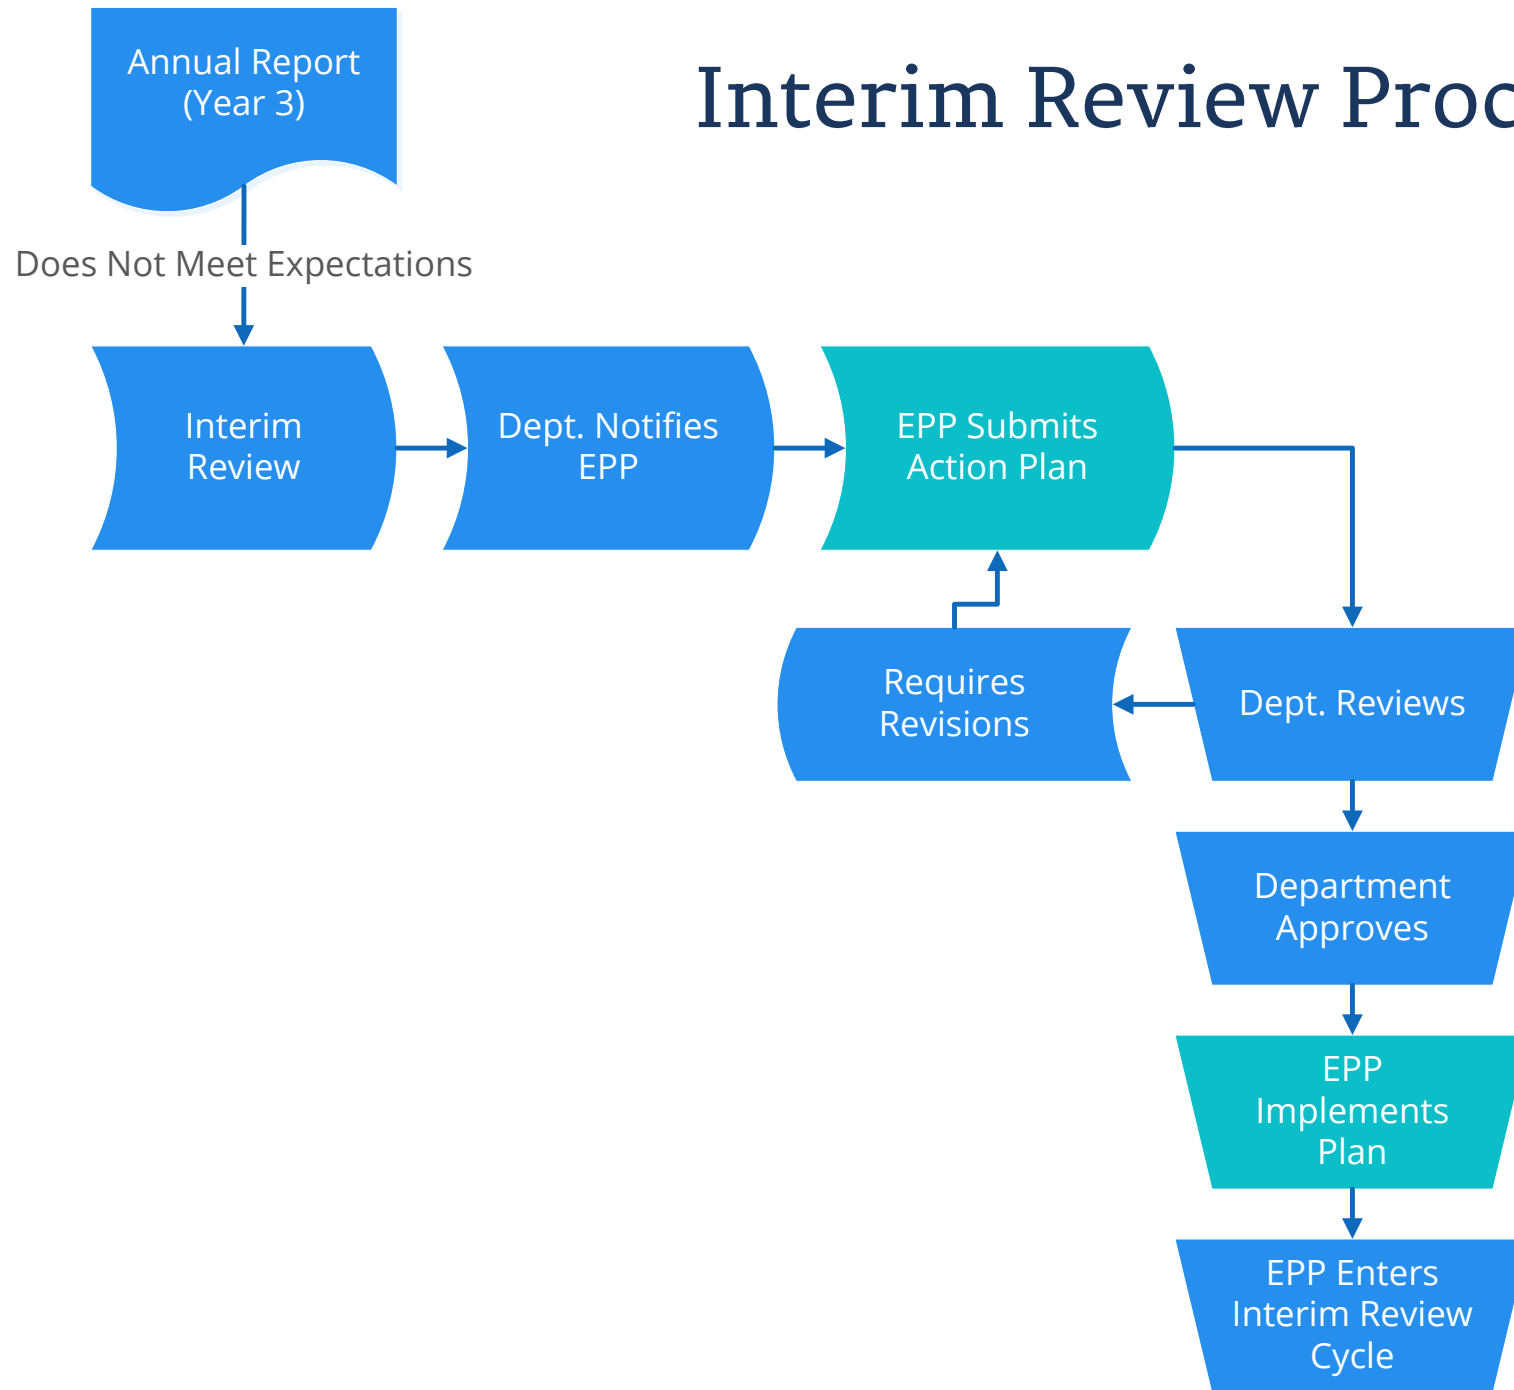 Annual Report
(Year 3)
Interim Review Proc
Does Not Meet Expectations
Interim
Review
Dept. Notifies
EPP
EPP Submits
Action Plan
Requires
Revisions
Dept. Reviews
Department
Approves
EPP
Implements
Plan
EPP Enters
Interim Review
Cycle